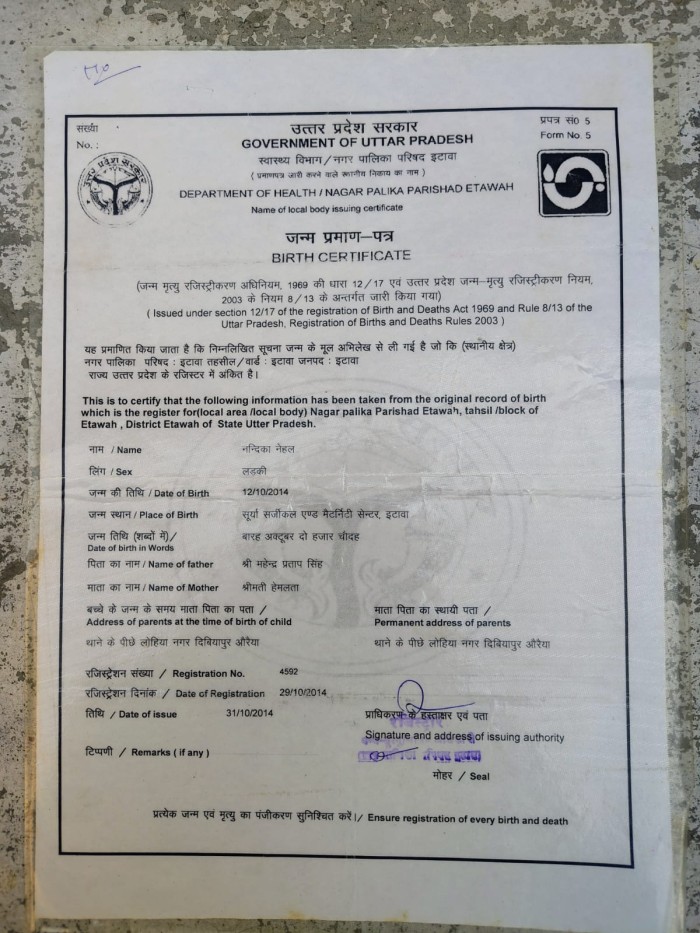 सख्या
No. :
उत्तर प्रदेश सरकार
GOVERNMENT OF UTTAR PRADESH
प्रपत्र सं0 5
Form No. 5
उत्तर प्रदेश सरकार
स्वास्थ्य विभाग/नगर पालिका परिषद इटावा
( प्रमाणपत्र जारी करने वाले स्थानीय निकाय का नाम )
DEPARTMENT OF HEALTH / NAGAR PALIKA PARISHAD ETAWAH
Name of local body issuing certificate
जन्म प्रमाण–पत्र
BIRTH CERTIFICATE
(जन्म मृत्यु रजिस्ट्रीकरण अधिनियम, 1969 की धारा 12/17 एवं उत्तर प्रदेश जन्म–मृत्यु रजिस्ट्रीकरण नियम,
2003 के नियम 8/13 के अन्तर्गत जारी किया गया)
( Issued under section 12/17 of the registration of Birth and Deaths Act 1969 and Rule 8/13 of the
Uttar Pradesh, Registration of Births and Deaths Rules 2003 )
यह प्रमाणित किया जाता है कि निम्नलिखित सूचना जन्म के मूल अभिलेख से ली गई है जो कि (स्थानीय क्षेत्र)
नगर पालिका परिषद : इटावा तहसील/वार्ड : इटावा जनपद : इटावा
राज्य उत्तर प्रदेश के रजिस्टर में अंकित है।
This is to certify that the following information has been taken from the original record of birth
which is the register for(local area /local body) Nagar palika Parishad Etawah, tahsil /block of
Etawah , District Etawah of State Utter Pradesh.
नाम / Name नन्दिका नेहल
लिंग / Sex लड़की
जन्म की तिथि / Date of Birth 12/10/2014
जन्म स्थान / Place of Birth सूर्या सर्जीकल एण्ड मैटर्निटी सेन्टर, इटावा
जन्म तिथि (शब्दों में)/ बारह अक्टूबर दो हजार चौदह
Date of birth in Words
पिता का नाम / Name of father श्री महेन्द्र प्रताप सिंह
माता का नाम / Name of Mother श्रीमती हेमलता
बच्चे के जन्म के समय माता पिता का पता / माता पिता का स्थायी पता /
Address of parents at the time of birth of child Permanent address of parents
थाने के पीछे लोहिया नगर दिबियापुर औरैया थाने के पीछे लोहिया नगर दिबियापुर औरैया
रजिस्ट्रेशन संख्या / Registration No. 4592
रजिस्ट्रेशन दिनांक / Date of Registration 29/10/2014
तिथि / Date of issue 31/10/2014 प्राधिकरण के हस्ताक्षर एवं पता
Signature and address of issuing authority
टिप्पणी / Remarks ( if any )
मोहर / Seal
प्रत्येक जन्म एवं मृत्यु का पंजीकरण सुनिश्चित करें।/ Ensure registration of every birth and death